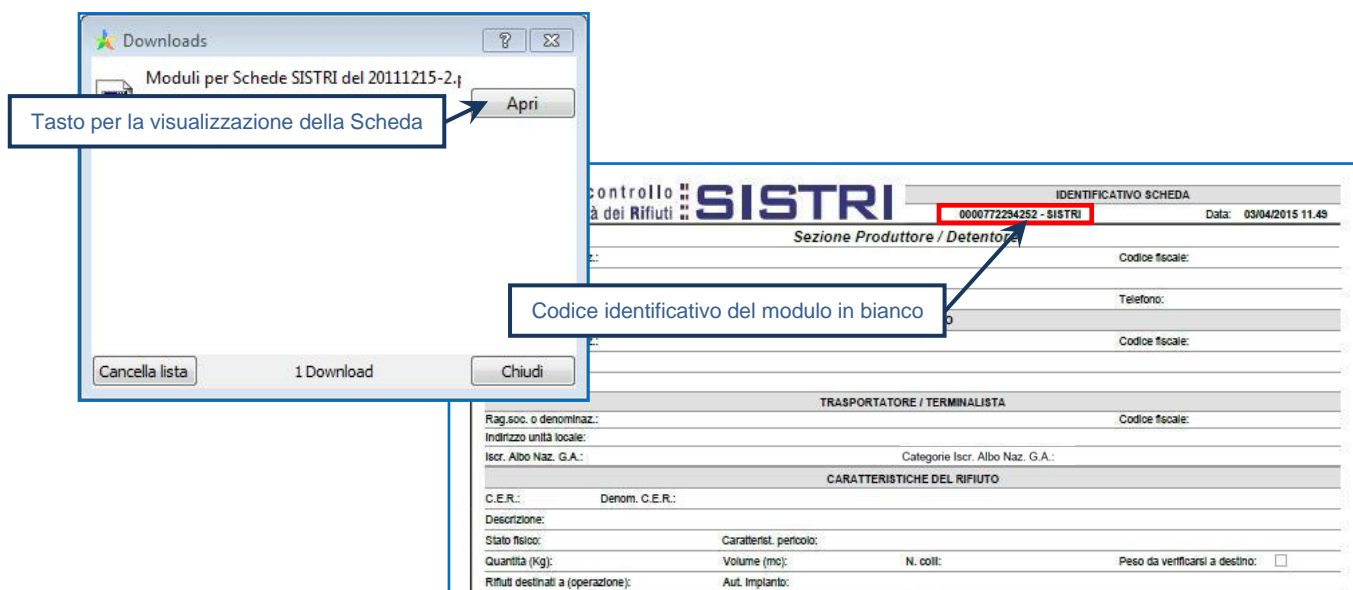 Downloads
Moduli per Schede SISTRI del 20111215-2.p
Apri
Tasto per la visualizzazione della Scheda
Cancella lista
1 Download
Chiudi
controllo
à dei Rifiuti
SISTRI
IDENTIFICATIVO SCHEDA
0000772294252 - SISTRI
Data: 03/04/2015 11.49
Sezione Produttore / Detentore
z.:
Codice fiscale:
Telefono:
Codice identificativo del modulo in bianco
O
z.:
Codice fiscale:
TRASPORTATORE / TERMINALISTA
Rag.soc. o denominaz.:
Codice fiscale:
Indirizzo unità locale:
Iscr. Albo Naz. G.A.:
Categorie Iscr. Albo Naz. G.A.:
CARATTERISTICHE DEL RIFIUTO
C.E.R.:
Denom. C.E.R.:
Descrizione:
Stato fisico:
Caratterist. pericolo:
Quantità (Kg):
Volume (mc):
N. colli:
Peso da verificarsi a destino:
Rifiuti destinati a (operazione):
Aut. Impianto: